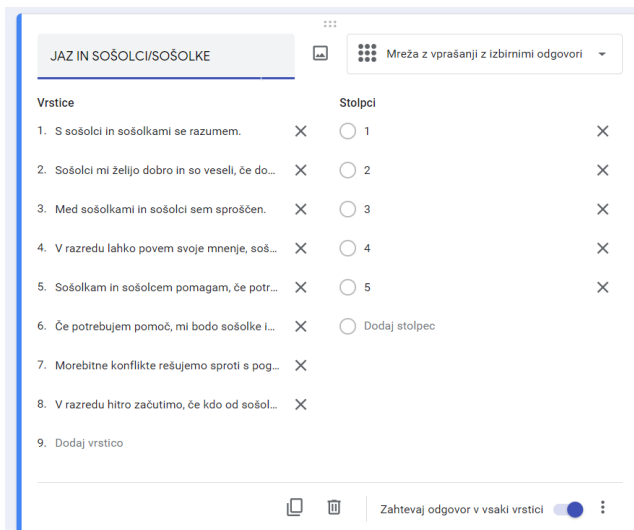 JAZ IN SOŠOLCI/SOŠOLKE
Mreža z vprašanji z izbirnimi odgovori
Vrstice
Stolpci
1. S sošolci in sošolkami se razumem.
1
2. Sošolci mi želijo dobro in so veseli, če do...
2
3. Med sošolkami in sošolci sem sproščen.
3
4. V razredu lahko povem svoje mnenje, soš...
4
5. Sošolkam in sošolcem pomagam, če potr...
5
6. Če potrebujem pomoč, mi bodo sošolke i...
Dodaj stolpec
7. Morebitne konflikte rešujemo sproti s pog...
8. V razredu hitro začutimo, če kdo od sošol...
9. Dodaj vrstico
Zahtevaj odgovor v vsaki vrstici